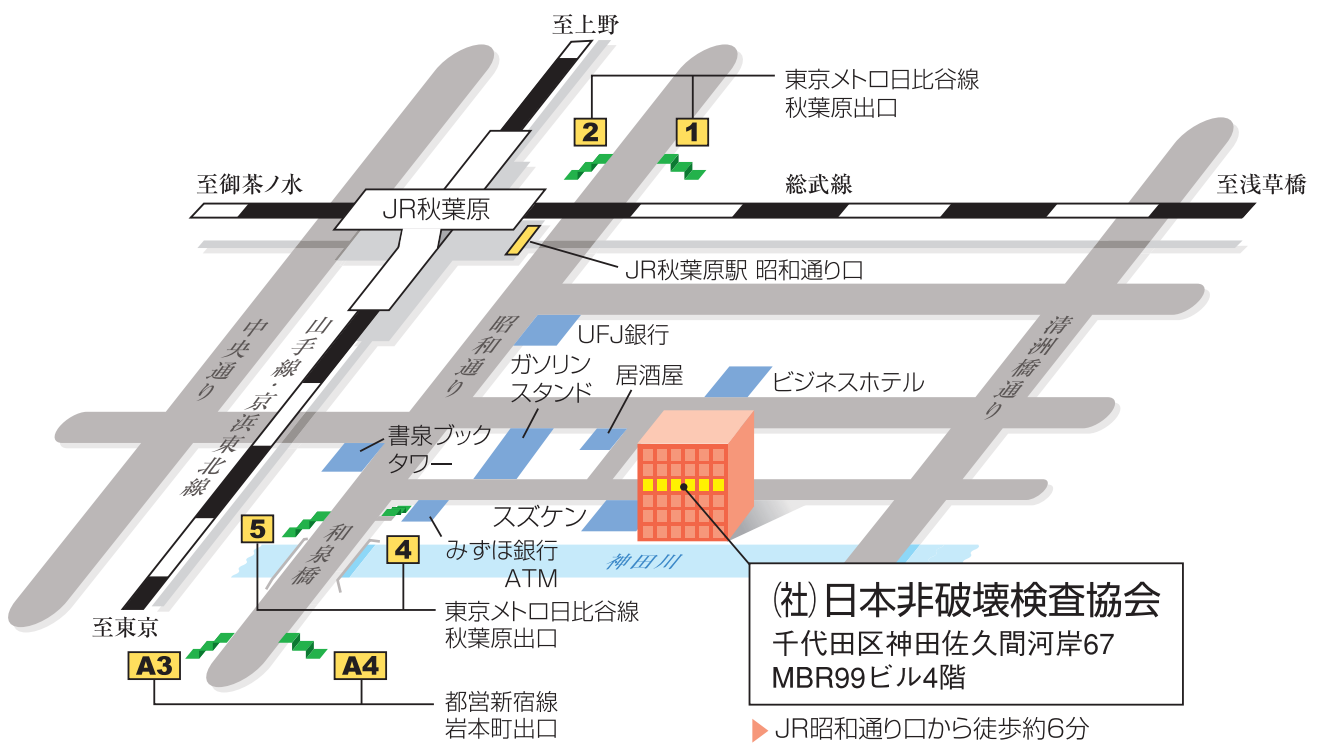 至上野
東京メトロ日比谷線
秋葉原出口
2
1
至御茶ノ水
総武線
至浅草橋
JR秋葉原
JR秋葉原駅 昭和通り口
中央通り
山手線・京浜東北線
昭和通り
清洲橋通り
UFJ銀行
ガソリン
スタンド
居酒屋
ビジネスホテル
書泉ブック
タワー
スズケン
和泉橋
5
4
みずほ銀行
ATM
神田川
東京メトロ日比谷線
秋葉原出口
至東京
A3
A4
都営新宿線
岩本町出口
(社)日本非破壊検査協会
千代田区神田佐久間河岸67
MBR99ビル4階
▶JR昭和通り口から徒歩約6分